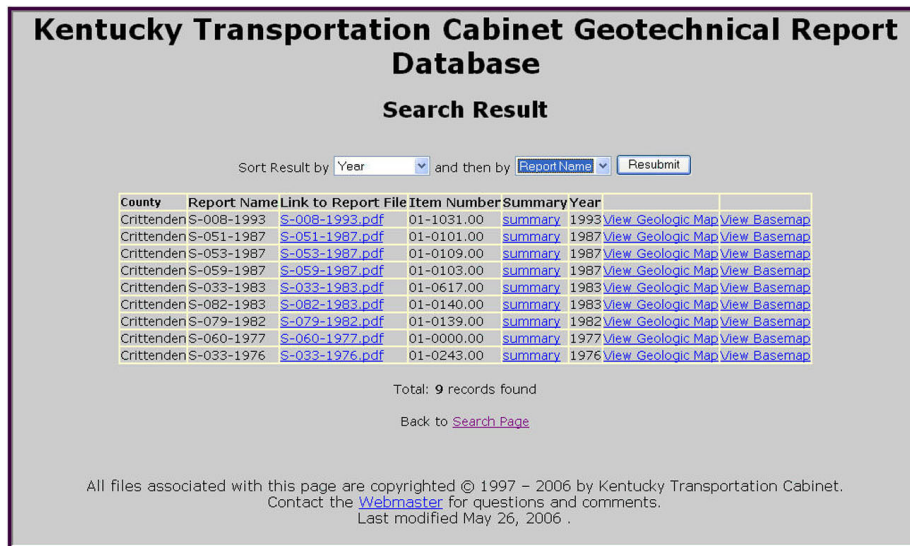 Kentucky Transportation Cabinet Geotechnical Report
Database
Search Result
Sort Result by Year and then by Report Name Resubmit
County Report Name Link to Report File Item Number Summary Year
Crittenden S-008-1993 S-008-1993.pdf 01-1031.00 summary 1993 View Geologic Map View Basemap
Crittenden S-051-1987 S-051-1987.pdf 01-0101.00 summary 1987 View Geologic Map View Basemap
Crittenden S-053-1987 S-053-1987.pdf 01-0109.00 summary 1987 View Geologic Map View Basemap
Crittenden S-059-1987 S-059-1987.pdf 01-0103.00 summary 1987 View Geologic Map View Basemap
Crittenden S-033-1983 S-033-1983.pdf 01-0617.00 summary 1983 View Geologic Map View Basemap
Crittenden S-082-1983 S-082-1983.pdf 01-0140.00 summary 1983 View Geologic Map View Basemap
Crittenden S-079-1982 S-079-1982.pdf 01-0139.00 summary 1982 View Geologic Map View Basemap
Crittenden S-060-1977 S-060-1977.pdf 01-0000.00 summary 1977 View Geologic Map View Basemap
Crittenden S-033-1976 S-033-1976.pdf 01-0243.00 summary 1976 View Geologic Map View Basemap
Total: 9 records found
Back to Search Page
All files associated with this page are copyrighted © 1997 – 2006 by Kentucky Transportation Cabinet.
Contact the Webmaster for questions and comments.
Last modified May 26, 2006 .